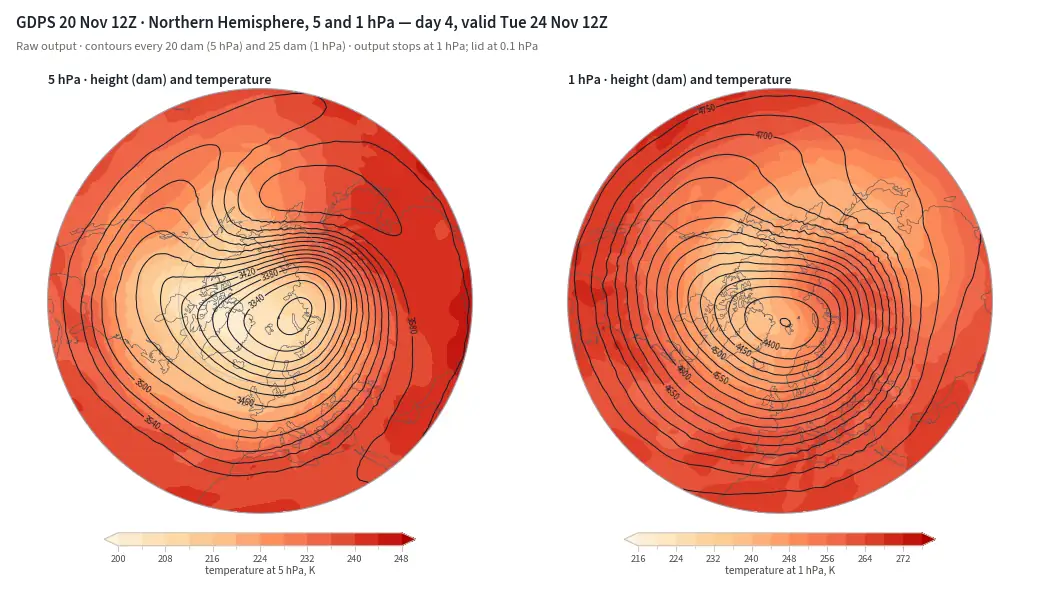 GDPS 20 Nov 12Z · Northern Hemisphere, 5 and 1 hPa — day 4, valid Tue 24 Nov 12Z
Raw output · contours every 20 dam (5 hPa) and 25 dam (1 hPa) · output stops at 1 hPa; lid at 0.1 hPa
5 hPa · height (dam) and temperature
1 hPa · height (dam) and temperature
4750
4700
3420
3380
3340
3680
3500
3540
4400
4450
4500
4550
4600
4650
200 208 216 224 232 240 248
temperature at 5 hPa, K
216 224 232 240 248 256 264 272
temperature at 1 hPa, K